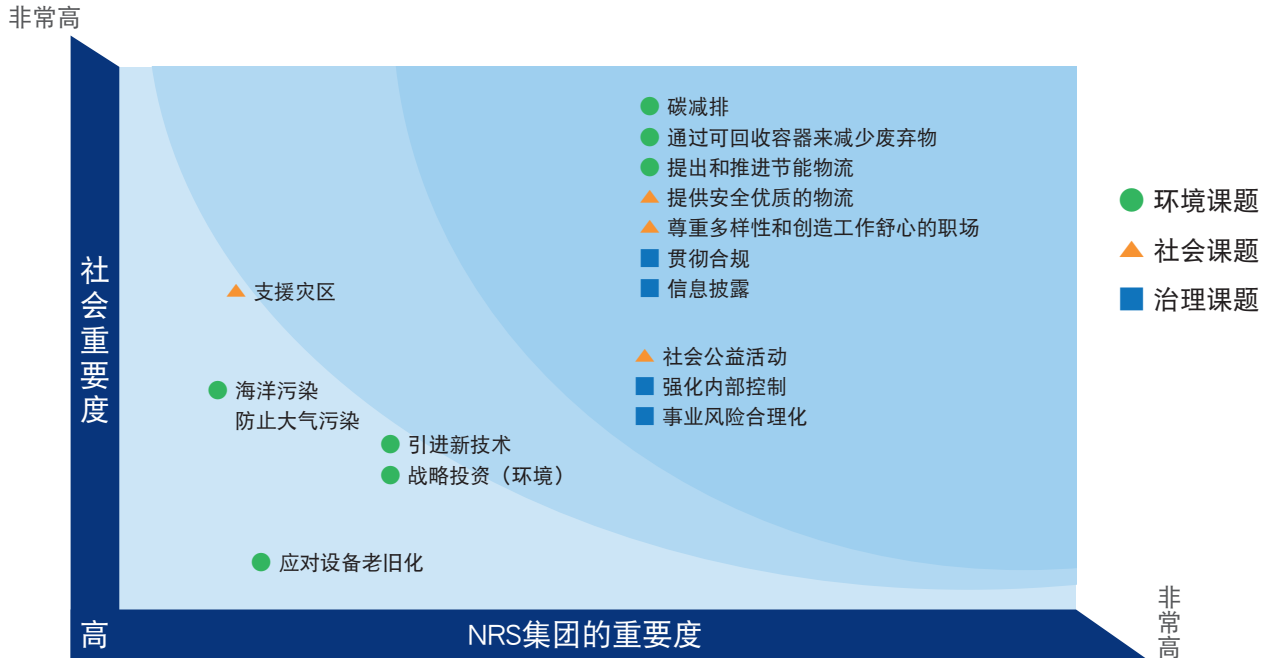 非常高
碳减排
通过可回收容器来减少废弃物
提出和推进节能物流
提供安全优质的物流
尊重多样性和创造工作舒心的职场
贯彻合规
信息披露
支援灾区
社会公益活动
强化内部控制
事业风险合理化
海洋污染
防止大气污染
引进新技术
战略投资（环境）
应对设备老旧化
社会重要度
高
NRS集团的重要度
非常高
环境课题
社会课题
治理课题